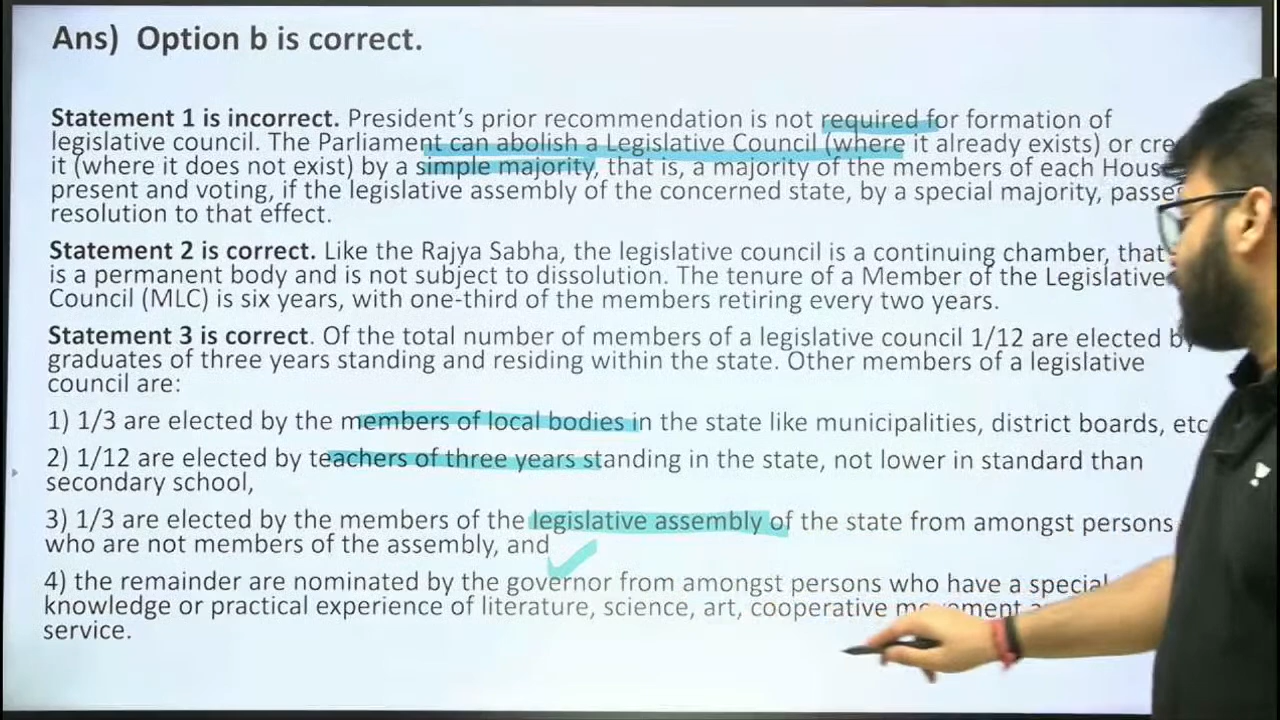 Ans) Option b is correct.
Statement 1 is incorrect. President's prior recommendation is not required for formation of
legislative council. The Parliament can abolish a Legislative Council (where it already exists) or
it (where it does not exist) by a simple majority, that is, a majority of the members of each
present and voting, if the legislative assembly of the concerned state, by a special majority,
resolution to that effect.
Statement 2 is correct. Like the Rajya Sabha, the legislative council is a continuing chamber, that
is a permanent body and is not subject to dissolution. The tenure of a Member of the Legislative
Council (MLC) is six years, with one-third of the members retiring every two years.
Statement 3 is correct. Of the total number of members of a legislative council 1/12 are elected
graduates of three years standing and residing within the state. Other members of a legislative
council are:
1) 1/3 are elected by the members of local bodies in the state like municipalities, district boards, etc
2) 1/12 are elected by teachers of three years standing in the state, not lower in standard than
secondary school,
3) 1/3 are elected by the members of the legislative assembly of the state from amongst persons
who are not members of the assembly, and
4) the remainder are nominated by the governor from amongst persons who have a special
knowledge or practical experience of literature, science, art, cooperative
service.